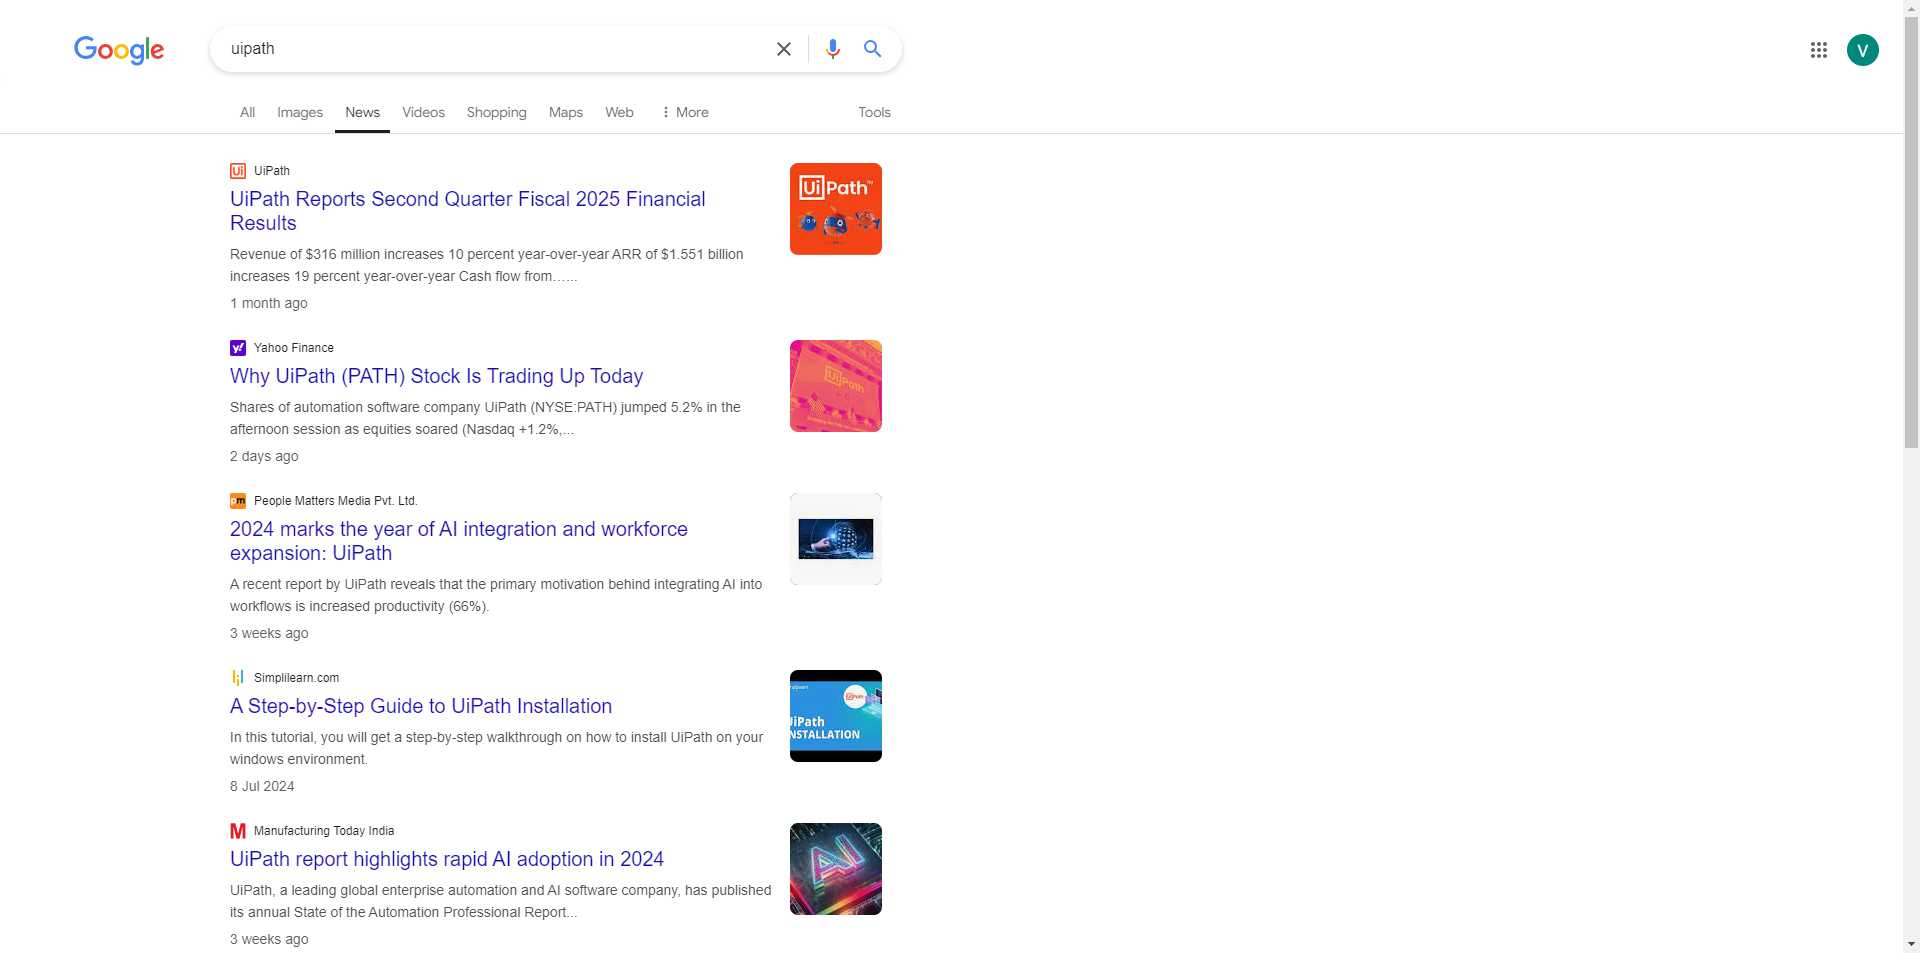 Google
uipath
V
All Images News Videos Shopping Maps Web More Tools
Ui UiPath
UiPath Reports Second Quarter Fiscal 2025 Financial
Results
Revenue of $316 million increases 10 percent year-over-year ARR of $1.551 billion
increases 19 percent year-over-year Cash flow from…...
1 month ago
UiPath™
y! Yahoo Finance
Why UiPath (PATH) Stock Is Trading Up Today
Shares of automation software company UiPath (NYSE:PATH) jumped 5.2% in the
afternoon session as equities soared (Nasdaq +1.2%,...
2 days ago
UiPath
pm People Matters Media Pvt. Ltd.
2024 marks the year of AI integration and workforce
expansion: UiPath
A recent report by UiPath reveals that the primary motivation behind integrating AI into
workflows is increased productivity (66%).
3 weeks ago
Simplilearn.com
A Step-by-Step Guide to UiPath Installation
In this tutorial, you will get a step-by-step walkthrough on how to install UiPath on your
windows environment.
8 Jul 2024
UiPath
UiPath
INSTALLATION
M Manufacturing Today India
UiPath report highlights rapid AI adoption in 2024
UiPath, a leading global enterprise automation and AI software company, has published
its annual State of the Automation Professional Report...
3 weeks ago
AI